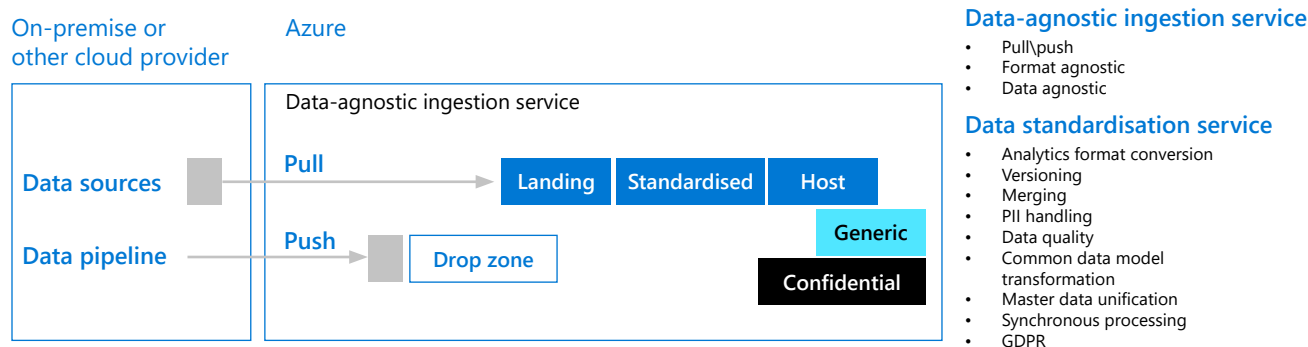 On-premise or
other cloud provider
Azure
Data-agnostic ingestion service
Data sources
Pull
Landing
Standardised
Host
Generic
Confidential
Data pipeline
Push
Drop zone
Data-agnostic ingestion service
• Pull\push
• Format agnostic
• Data agnostic
Data standardisation service
• Analytics format conversion
• Versioning
• Merging
• PII handling
• Data quality
• Common data model
transformation
• Master data unification
• Synchronous processing
• GDPR